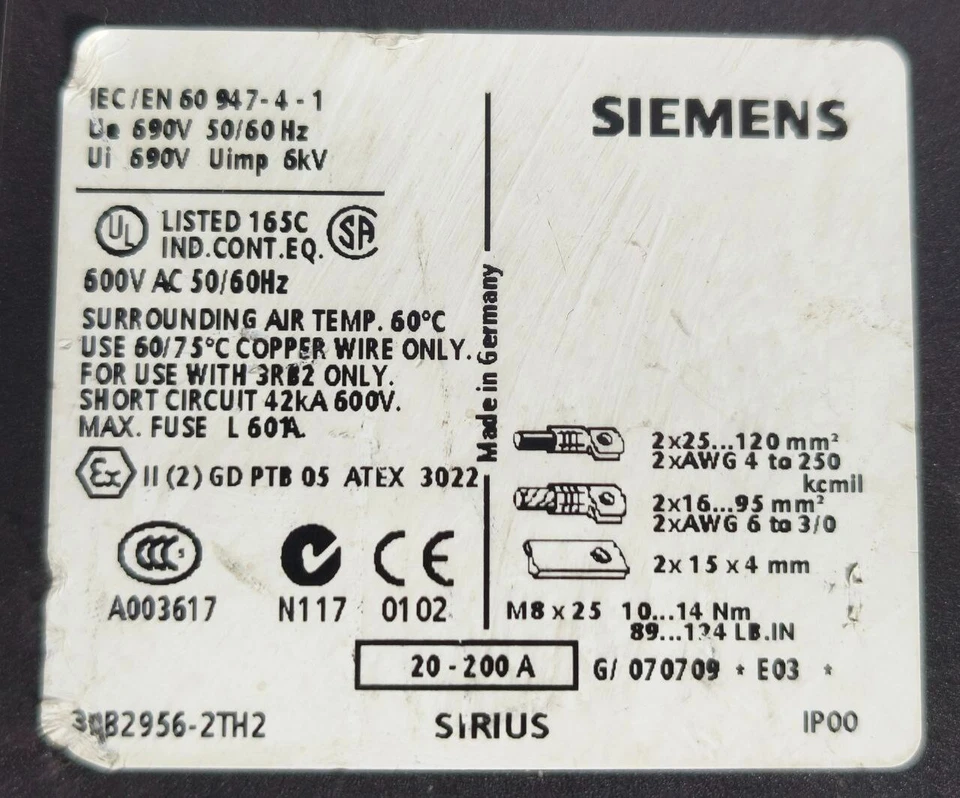 IEC/EN 60 947-4-1
Ue 690V 50/60 Hz
Ui 690V Uimp 6kV
UL LISTED 165C
IND.CONT.EQ. SA
600V AC 50/60Hz
SURROUNDING AIR TEMP. 60°C
USE 60/75°C COPPER WIRE ONLY.
FOR USE WITH 3RB2 ONLY.
SHORT CIRCUIT 42kA 600V.
MAX. FUSE L 601A.
Ex II (2) GD PTB 05 ATEX 3022
CCC
CE
A003617 N117 0102
Made in Germany
SIEMENS
2x25...120 mm²
2xAWG 4 to 250
kcmil
2x16...95 mm²
2xAWG 6 to 3/0
2x 15 x 4 mm
M8 x 25 10...14 Nm
89...124 LB.IN
20 - 200 A
G/ 070709 * E03 *
3RB2956-2TH2
SIRIUS
IP00